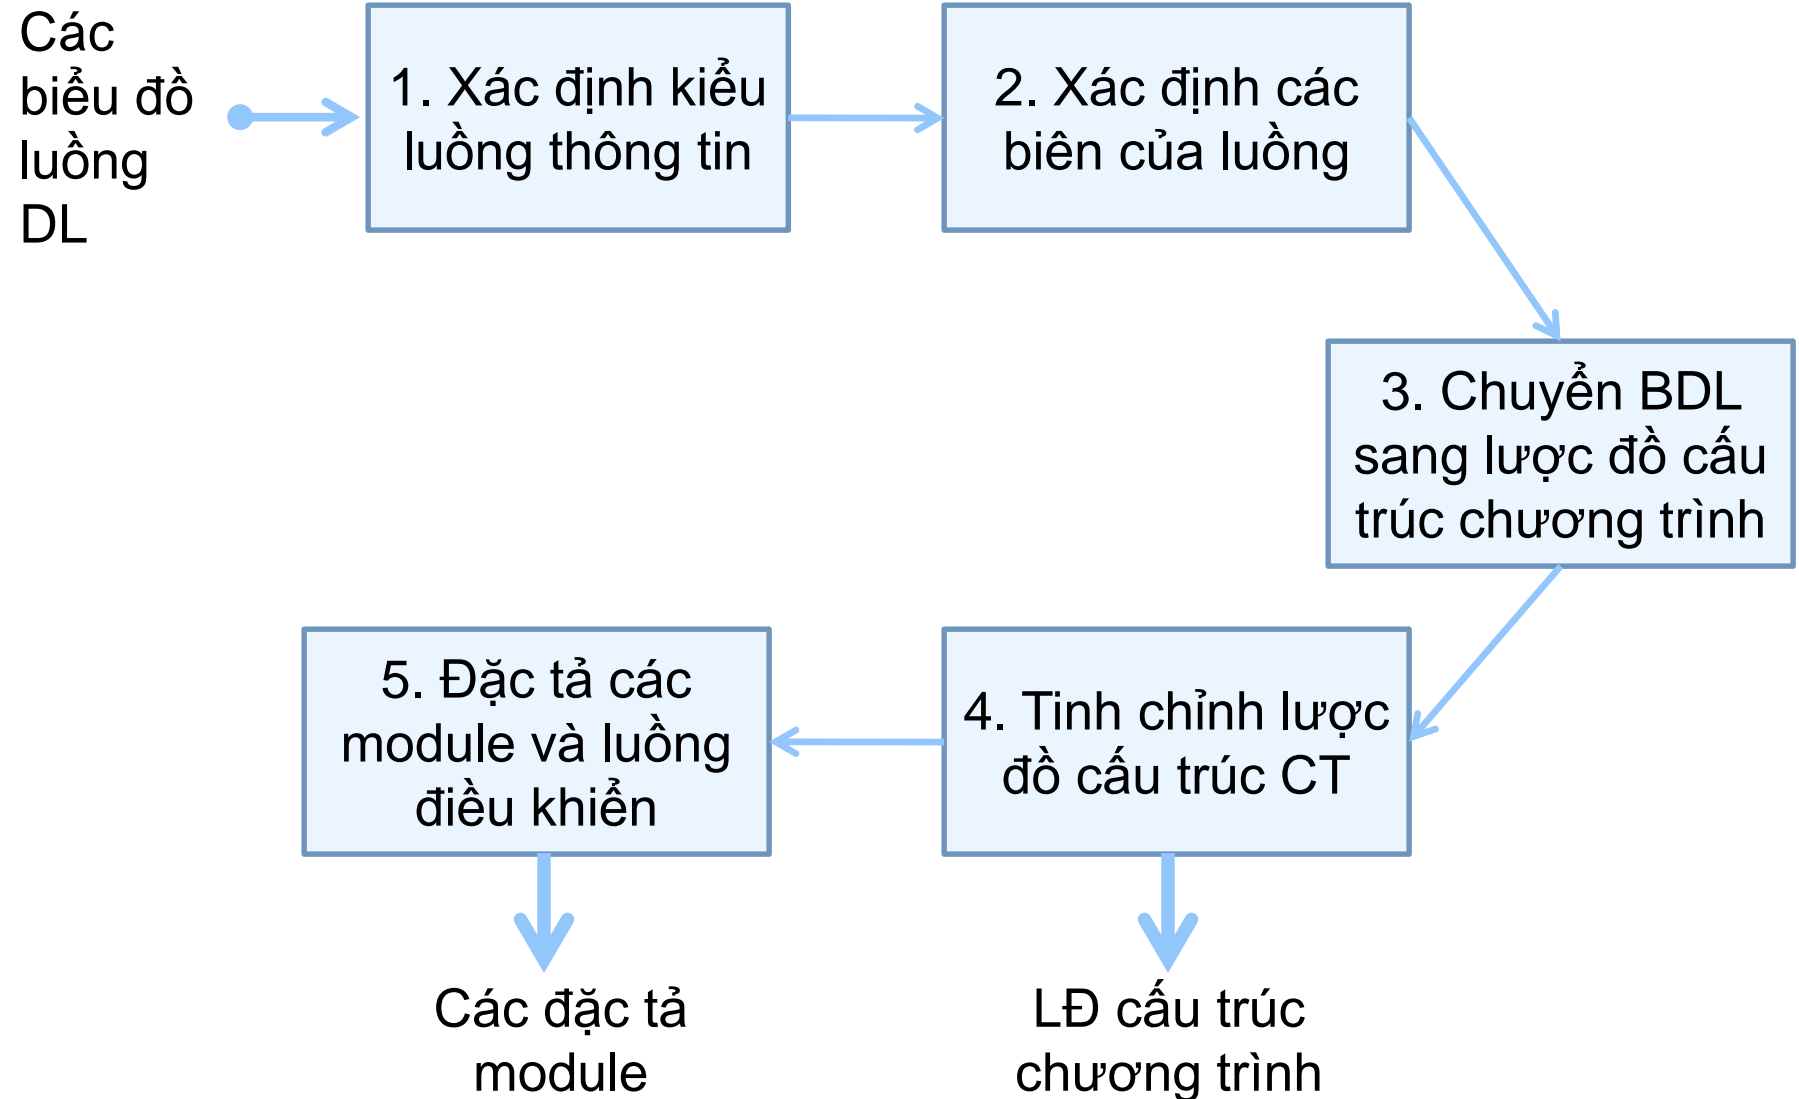 Các
biểu đồ
luồng
DL
1. Xác định kiểu
luồng thông tin
2. Xác định các
biên của luồng
3. Chuyển BDL
sang lược đồ cấu
trúc chương trình
4. Tinh chỉnh lược
đồ cấu trúc CT
5. Đặc tả các
module và luồng
điều khiển
Các đặc tả
module
LĐ cấu trúc
chương trình